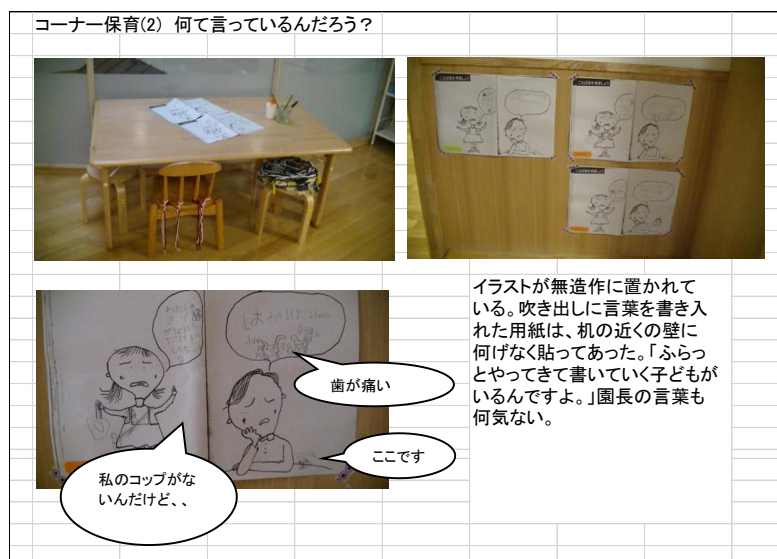 コーナー保育(2) 何て言っているんだろう？
イラストが無造作に置かれて
いる。吹き出しに言葉を書き入
れた用紙は、机の近くの壁に
何げなく貼ってあった。「ふらっ
とやってきて書いていく子どもが
いるんですよ。」園長の言葉も
何気ない。
歯が痛い
ここです
私のコップがな
いんだけど、、